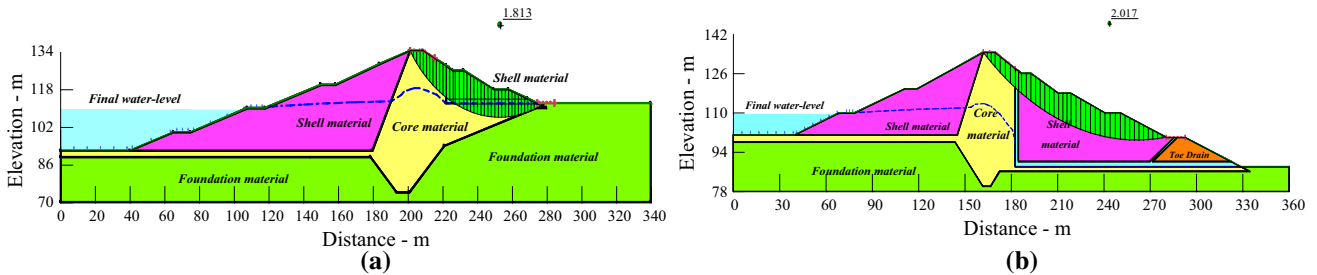 1.813
Elevation - m
134
118
102
86
70
Final water-level
Shell material
Shell material
Core material
Foundation material
Foundation material
0 20 40 60 80 100 120 140 160 180 200 220 240 260 280 300 320 340
Distance - m
(a)
2.017
Elevation - m
142
126
110
94
78
Final water-level
Shell material
Core
material
Shell
material
Toe Drain
Foundation material
0 30 60 90 120 150 180 210 240 270 300 330 360
Distance - m
(b)